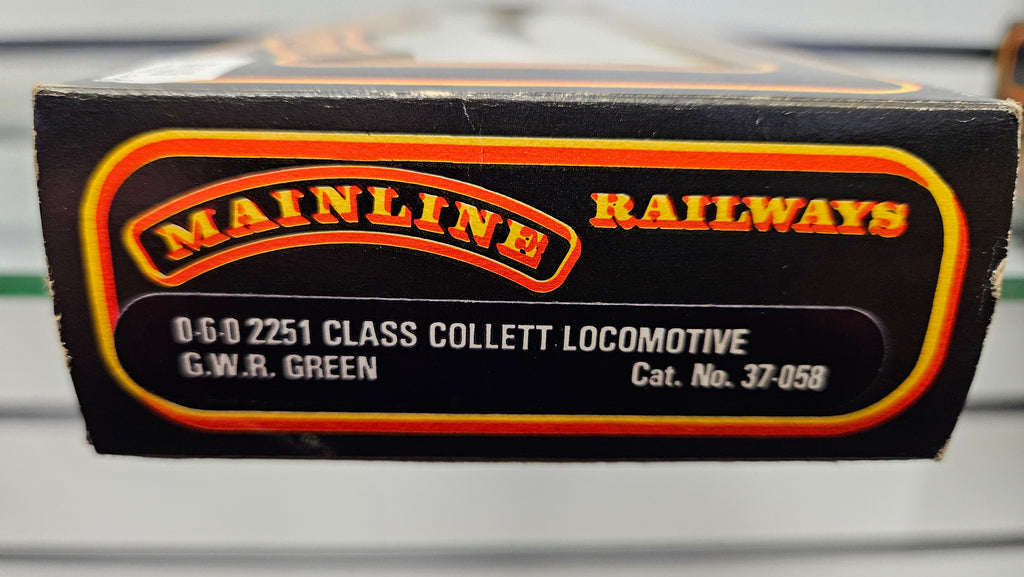 MAINLINE RAILWAYS
0-6-0 2251 CLASS COLLETT LOCOMOTIVE
G.W.R. GREEN Cat. No. 37-058